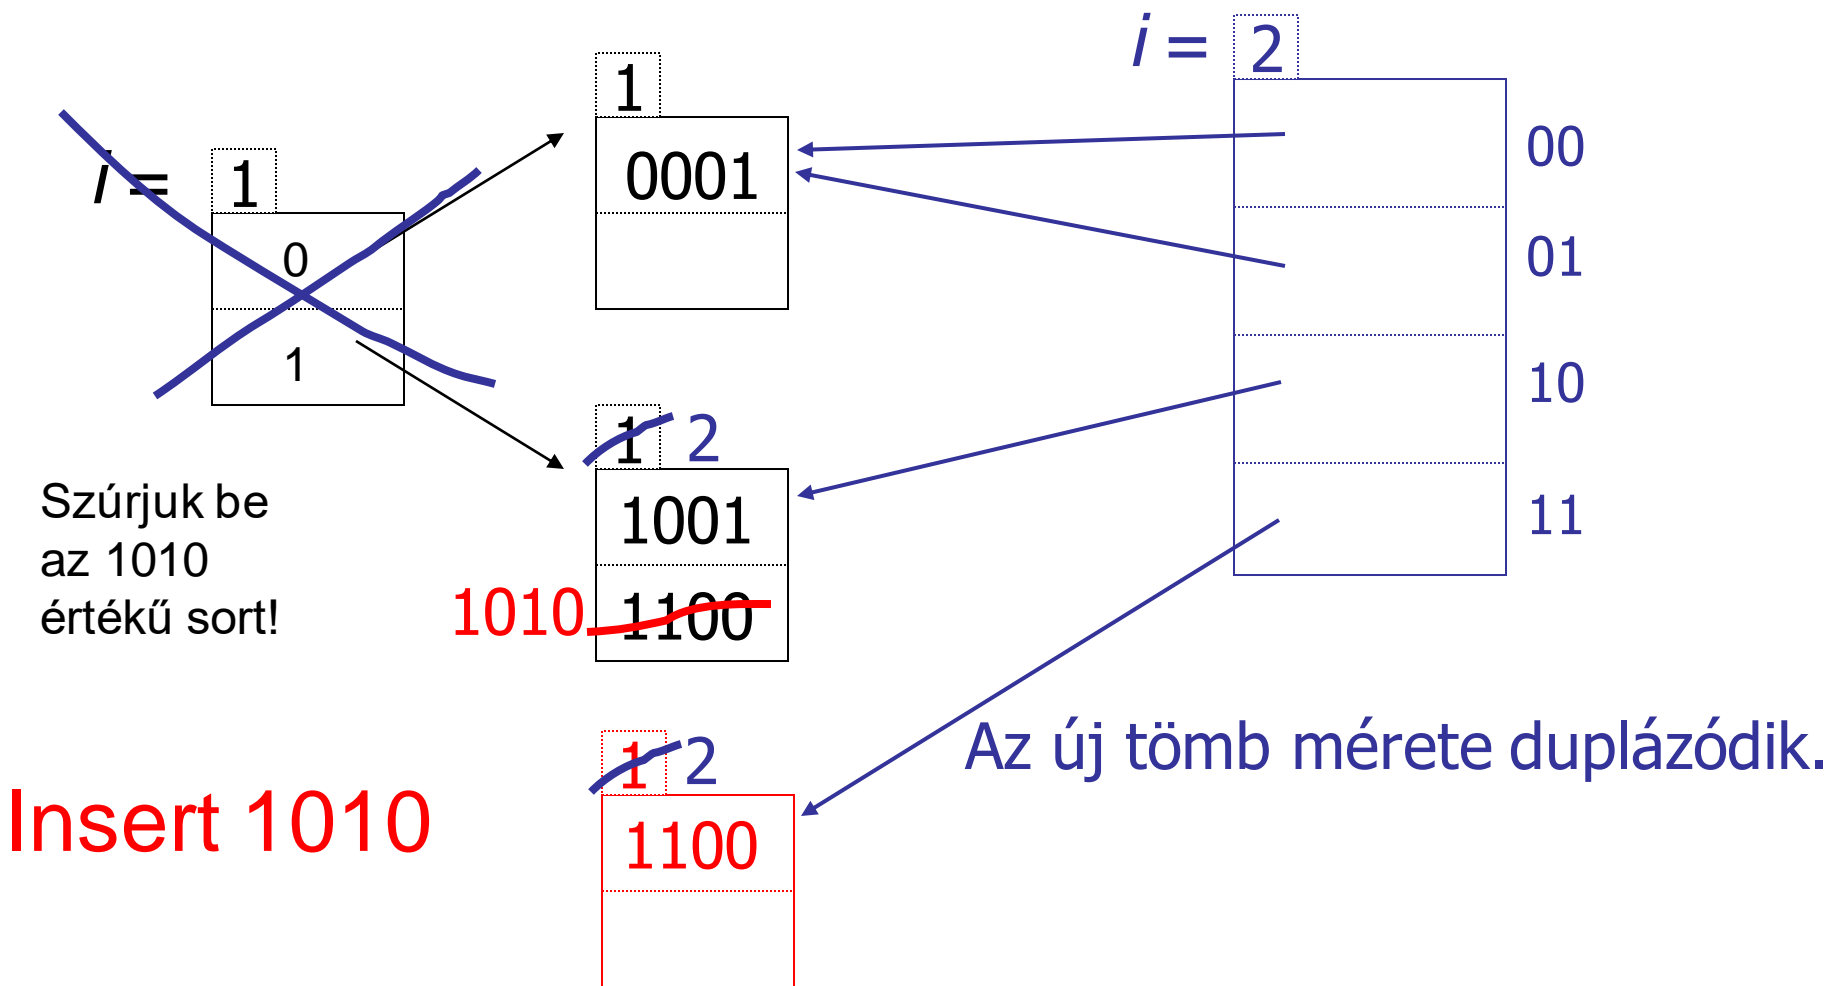 i = 2
1
0001
00
i = 1
0
01
1
10
1 2
1001
11
Szúrjuk be
az 1010
értékű sort!
1010 1100
Az új tömb mérete duplázódik.
1 2
Insert 1010
1100